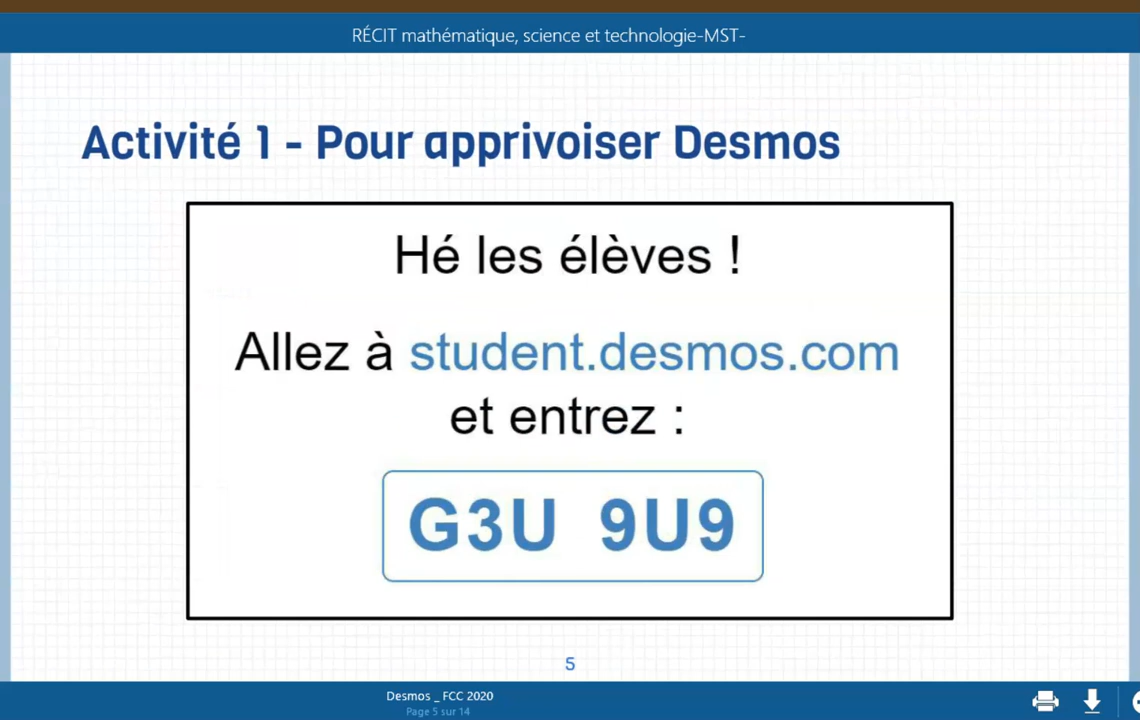 RÉCIT mathématique, science et technologie-MST-
Activité 1 - Pour apprivoiser Desmos
Hé les élèves !
Allez à student.desmos.com
et entrez :
G3U 9U9
5
Desmos _ FCC 2020
Page 5 sur 14